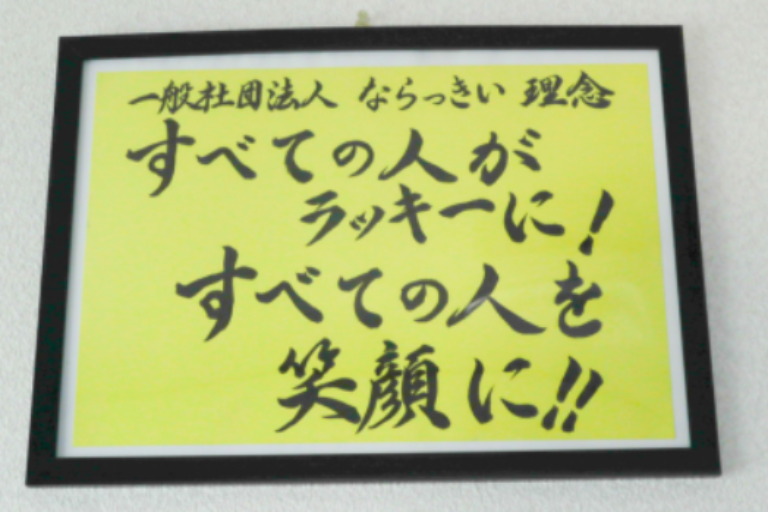 一般社団法人 ならっきい 理念
すべての人が
ラッキーに!
すべての人を
笑顔に!!